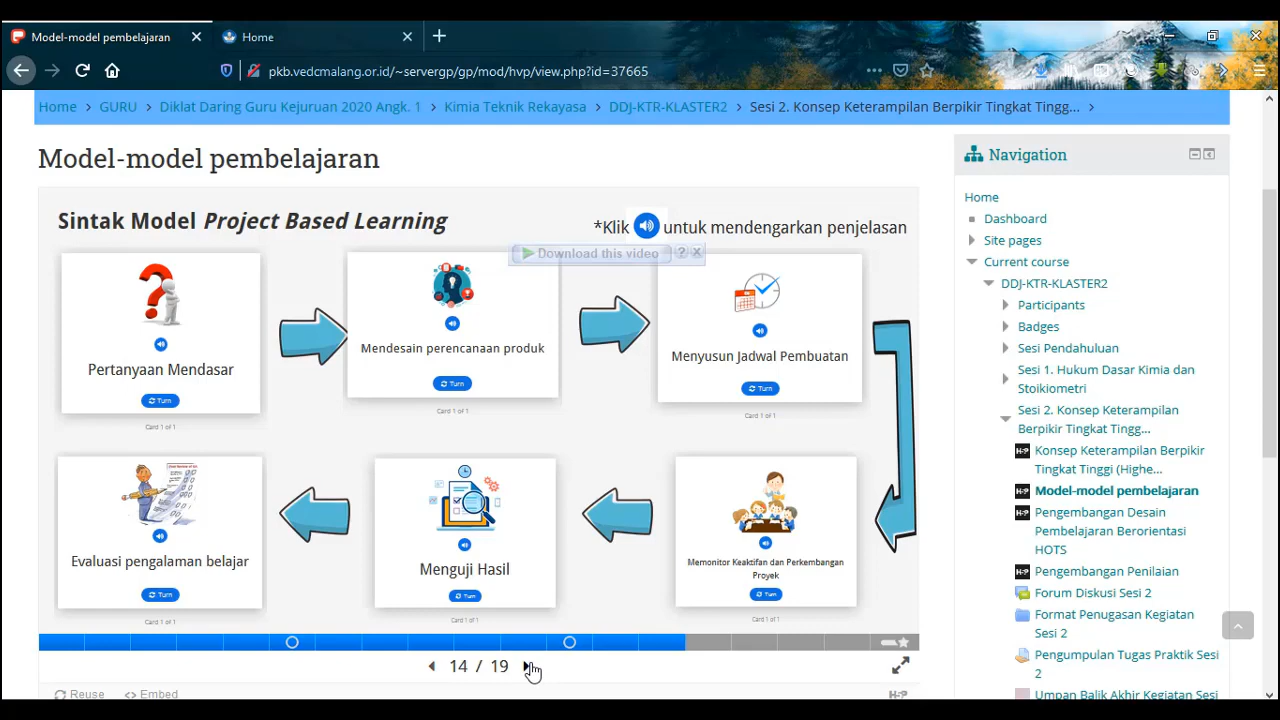 Model-model pembelajaran
Home
pkb.vedcmalang.or.id/~servergp/gp/mod/hvp/view.php?id=37665
Home
GURU
Diklat Daring Guru Kejuruan 2020 Angk. 1
Kimia Teknik Rekayasa
DDJ-KTR-KLASTER2
Sesi 2. Konsep Keterampilan Berpikir Tingkat Tingg...
Model-model pembelajaran
Sintak Model Project Based Learning
*Klik untuk mendengarkan penjelasan
Download this video
?
Pertanyaan Mendasar
Turn
Card 1 of 1
Mendesain perencanaan produk
Turn
Card 1 of 1
Menyusun Jadwal Pembuatan
Turn
Card 1 of 1
Evaluasi pengalaman belajar
Turn
Card 1 of 1
Menguji Hasil
Turn
Card 1 of 1
Memonitor Keaktifan dan Perkembangan
Proyek
Turn
Card 1 of 1
14 / 19
Reuse
<> Embed
H-P
Navigation
Home
Dashboard
Site pages
Current course
DDJ-KTR-KLASTER2
Participants
Badges
Sesi Pendahuluan
Sesi 1. Hukum Dasar Kimia dan
Stoikiometri
Sesi 2. Konsep Keterampilan
Berpikir Tingkat Tingg...
Konsep Keterampilan Berpikir
Tingkat Tinggi (Highe...
Model-model pembelajaran
Pengembangan Desain
Pembelajaran Berorientasi
HOTS
Pengembangan Penilaian
Forum Diskusi Sesi 2
Format Penugasan Kegiatan
Sesi 2
Pengumpulan Tugas Praktik Sesi
2
Umpan Balik Akhir Kegiatan Sesi